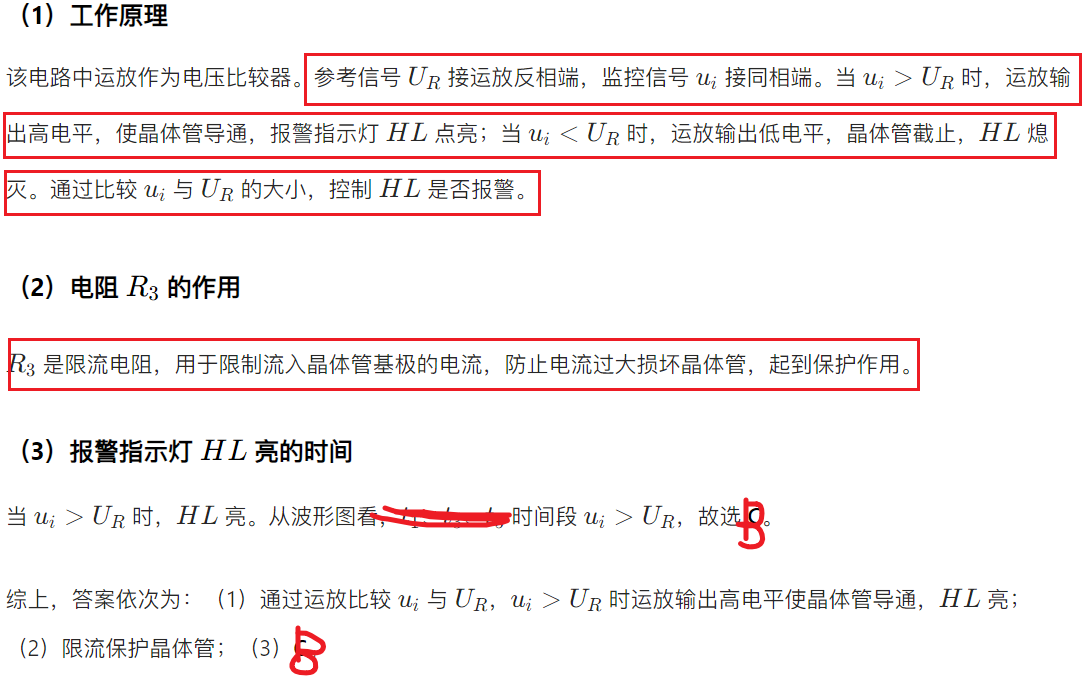 （1）工作原理
该电路中运放作为电压比较器。参考信号 U_R 接运放反相端，监控信号 u_i 接同相端。当 u_i > U_R 时，运放输
出高电平，使晶体管导通，报警指示灯 HL 点亮；当 u_i < U_R 时，运放输出低电平，晶体管截止，HL 熄
灭。通过比较 u_i 与 U_R 的大小，控制 HL 是否报警。
（2）电阻 R_3 的作用
R_3 是限流电阻，用于限制流入晶体管基极的电流，防止电流过大损坏晶体管，起到保护作用。
（3）报警指示灯 HL 亮的时间
当 u_i > U_R 时，HL 亮。从波形图看，时间段 u_i > U_R，故选 B。
综上，答案依次为：（1）通过运放比较 u_i 与 U_R，u_i > U_R 时运放输出高电平使晶体管导通，HL 亮；
（2）限流保护晶体管；（3）B